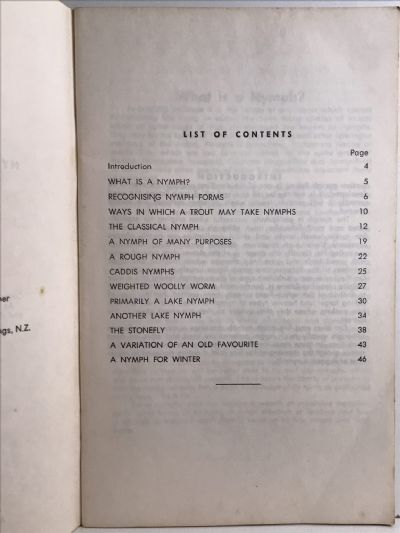 LIST OF CONTENTS
Page
Introduction 4
WHAT IS A NYMPH? 5
RECOGNISING NYMPH FORMS 6
WAYS IN WHICH A TROUT MAY TAKE NYMPHS 10
THE CLASSICAL NYMPH 12
A NYMPH OF MANY PURPOSES 19
A ROUGH NYMPH 22
CADDIS NYMPHS 25
WEIGHTED WOOLLY WORM 27
PRIMARILY A LAKE NYMPH 30
ANOTHER LAKE NYMPH 34
THE STONEFLY 38
A VARIATION OF AN OLD FAVOURITE 43
A NYMPH FOR WINTER 46
her
ngs, N.Z.